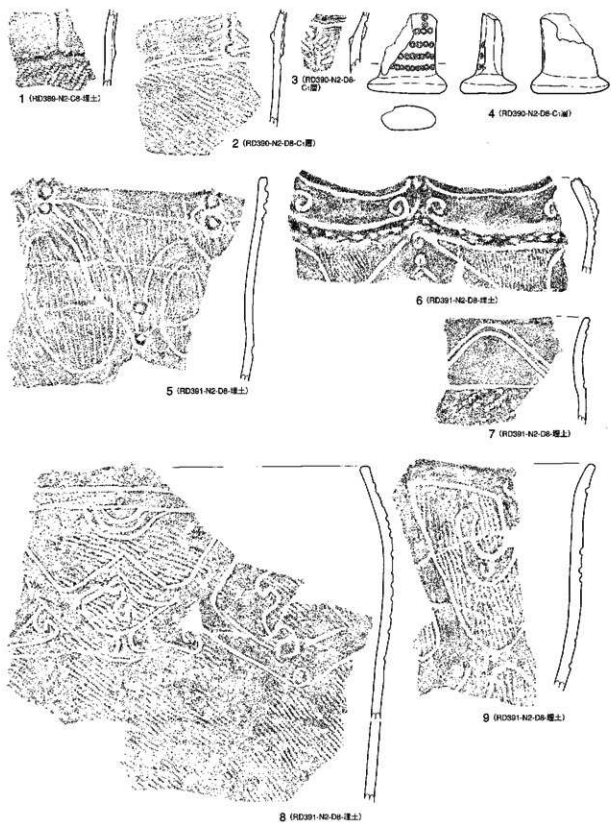 1 (RD389-N2-C8-埋土)
2 (RD390-N2-D8-C₁層)
3 (RD390-N2-D8-
C₁層)
4 (RD390-N2-D8-C₁層)
5 (RD391-N2-D8-埋土)
6 (RD391-N2-D8-埋土)
7 (RD391-N2-D8-埋土)
8 (RD391-N2-D8-埋土)
9 (RD391-N2-D8-埋土)